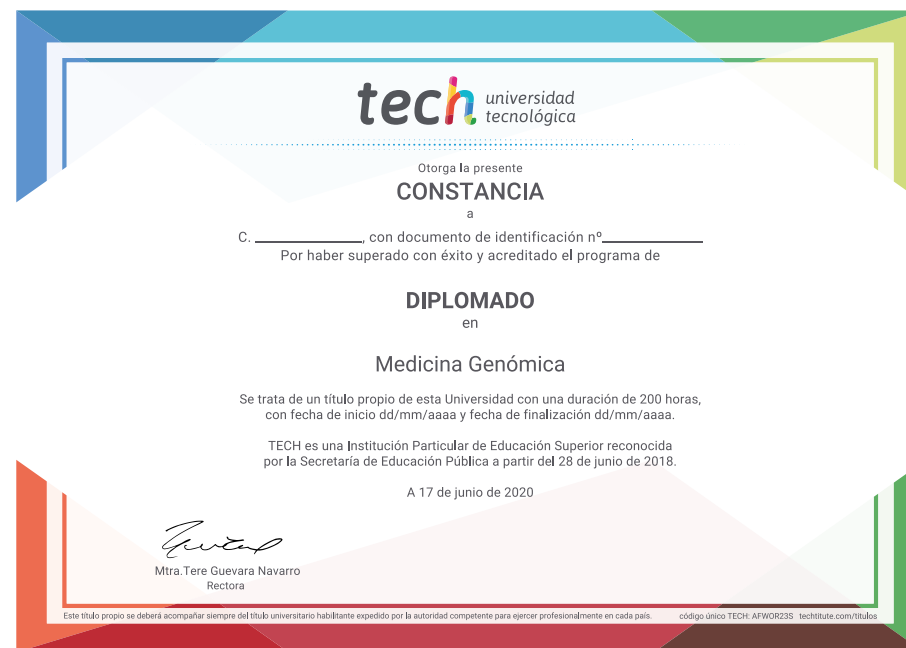 tech universidad
tecnológica
Otorga la presente
CONSTANCIA
a
C. ____________, con documento de identificación nº____________
Por haber superado con éxito y acreditado el programa de
DIPLOMADO
en
Medicina Genómica
Se trata de un título propio de esta Universidad con una duración de 200 horas,
con fecha de inicio dd/mm/aaaa y fecha de finalización dd/mm/aaaa.
TECH es una Institución Particular de Educación Superior reconocida
por la Secretaría de Educación Pública a partir del 28 de junio de 2018.
A 17 de junio de 2020
Mtra.Tere Guevara Navarro
Rectora
Este título propio se deberá acompañar siempre del título universitario habilitante expedido por la autoridad competente para ejercer profesionalmente en cada país. código único TECH: AFWOR23S techtitute.com/titulos